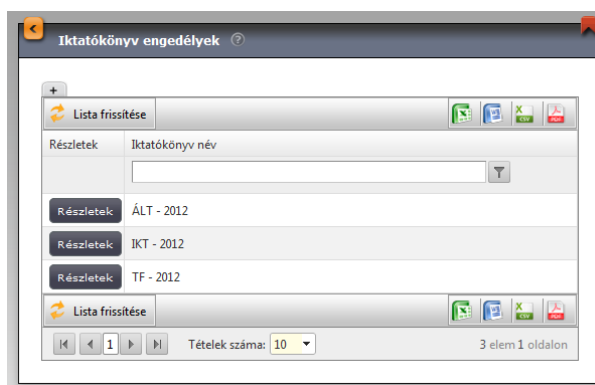 Iktatókönyv engedélyek ?
+
Lista frissítése
Részletek Iktatókönyv név
Részletek ÁLT - 2012
Részletek IKT - 2012
Részletek TF - 2012
Lista frissítése
1 Tételek száma: 10 3 elem 1 oldalon